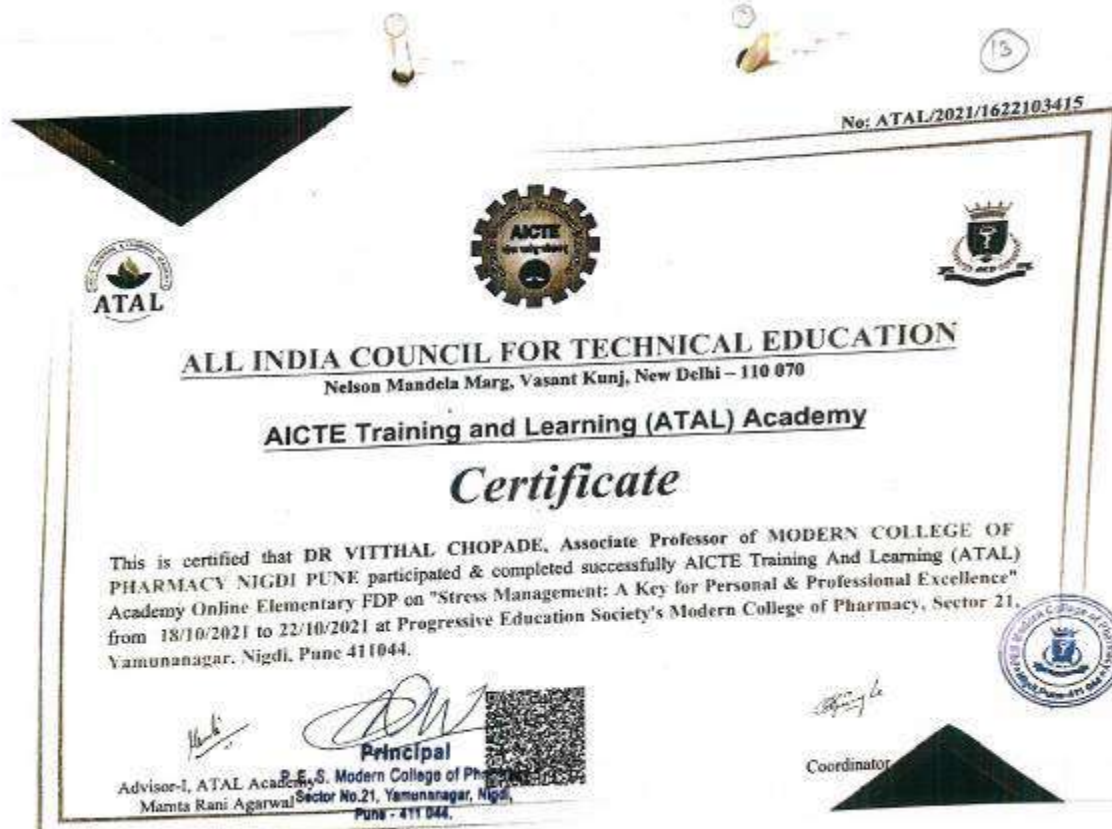 13
No: ATAL/2021/1622103415
ATAL
AICTE
ALL INDIA COUNCIL FOR TECHNICAL EDUCATION
Nelson Mandela Marg, Vasant Kunj, New Delhi – 110 070
AICTE Training and Learning (ATAL) Academy
Certificate
This is certified that DR VITTHAL CHOPADE, Associate Professor of MODERN COLLEGE OF
PHARMACY NIGDI PUNE participated & completed successfully AICTE Training And Learning (ATAL)
Academy Online Elementary FDP on "Stress Management: A Key for Personal & Professional Excellence"
from 18/10/2021 to 22/10/2021 at Progressive Education Society's Modern College of Pharmacy, Sector 21,
Yamunanagar, Nigdi, Pune 411044.
Principal
P. E. S. Modern College of
Sector No.21, Yamunanagar, Nigdi,
Pune - 411 044.
Advisor-I, ATAL Academy
Mamta Rani Agarwal
Coordinator